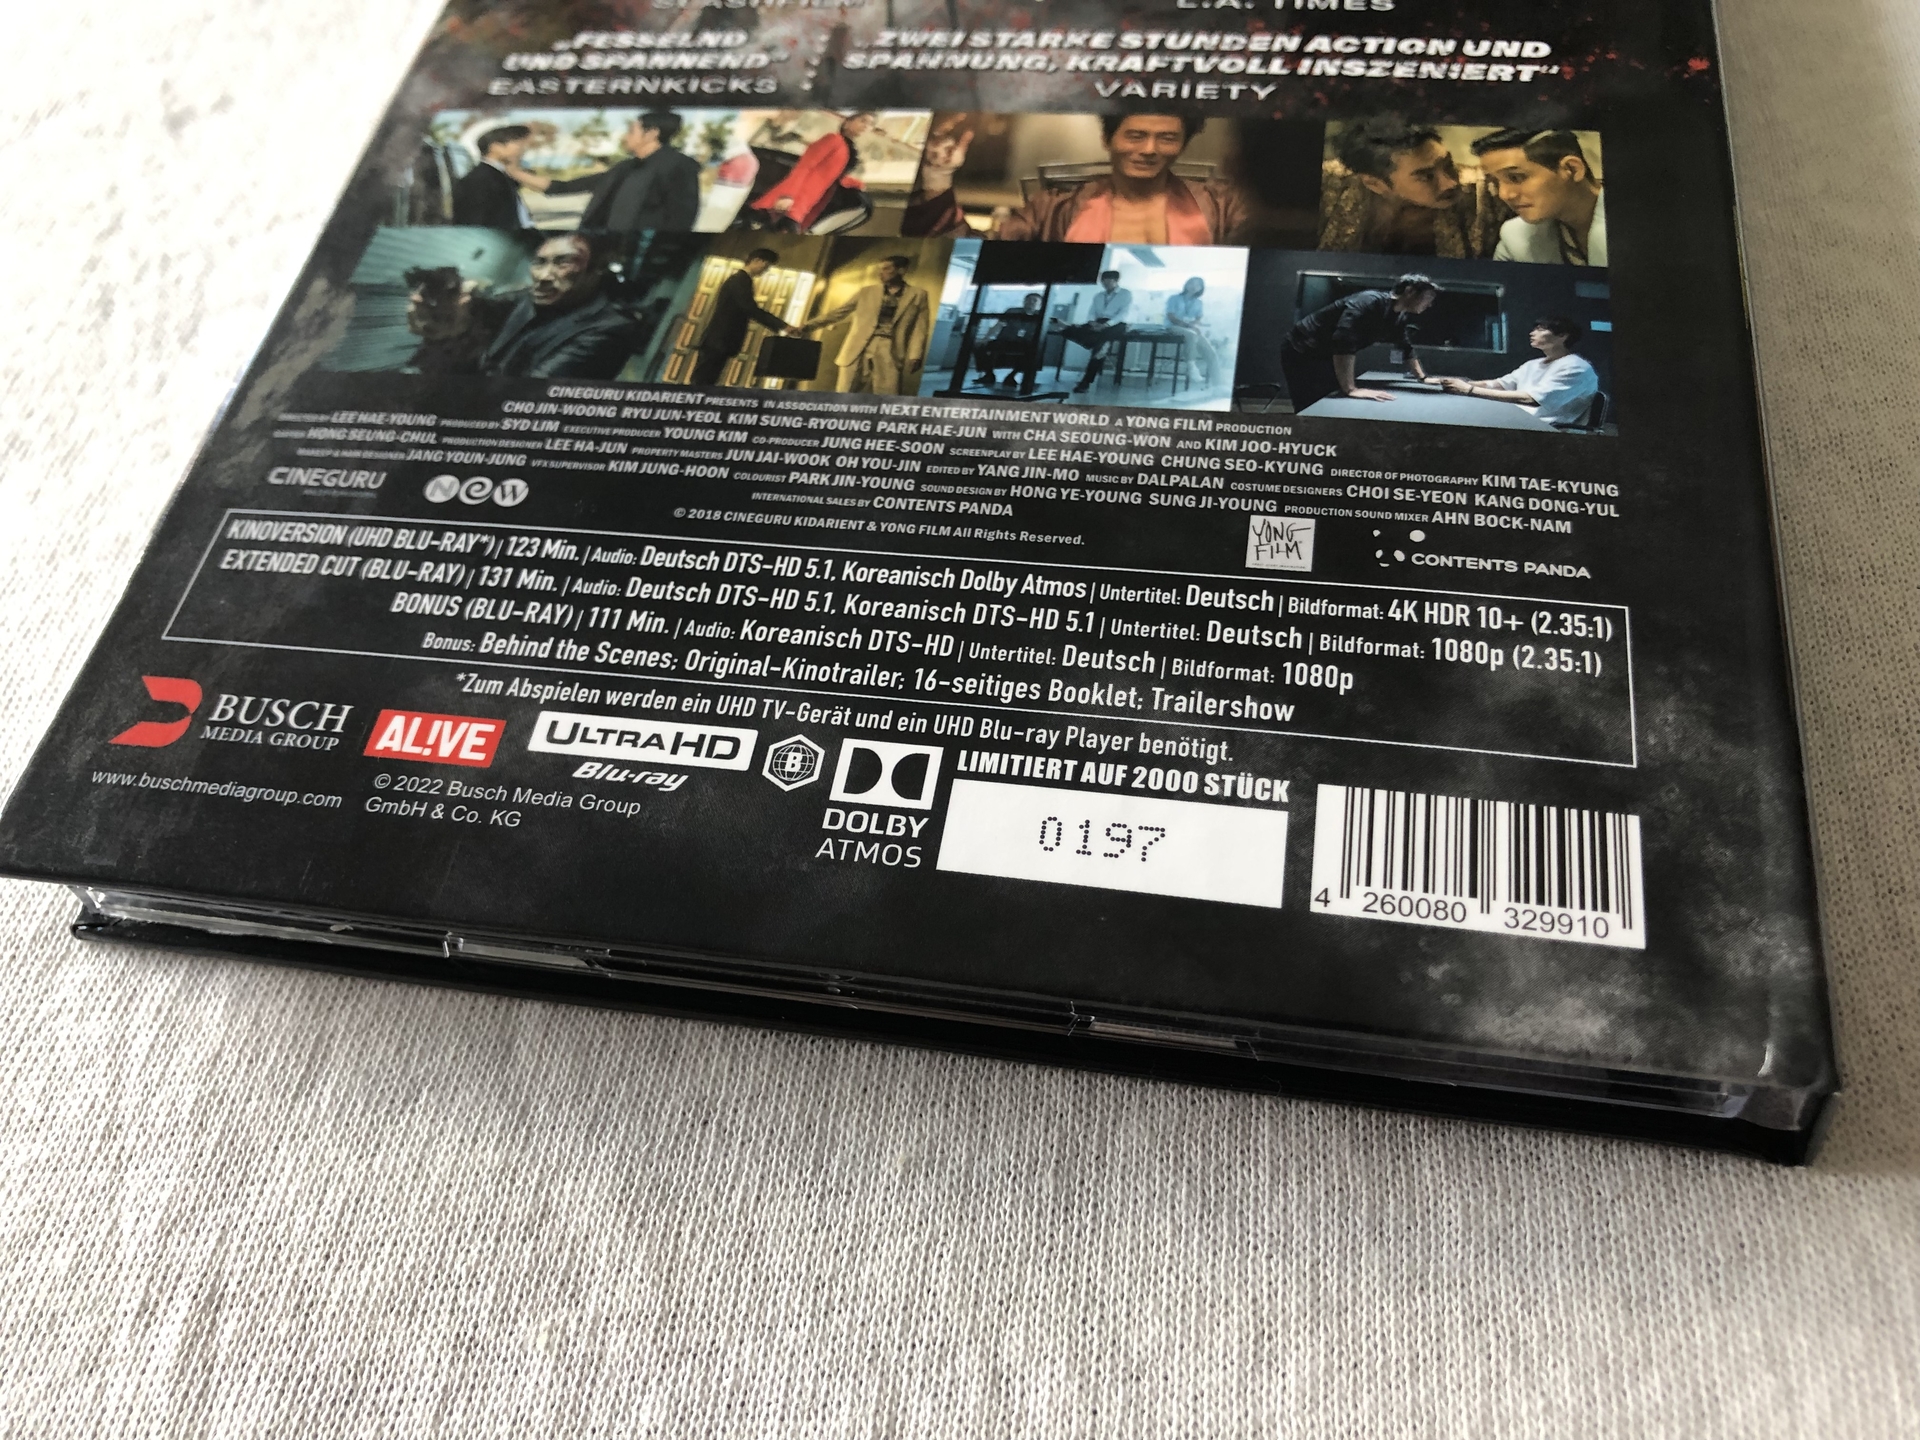 SLASHFILM
L.A. TIMES
„FESSELND
UND SPANNEND“
EASTERNKICKS
„ZWEI STARKE STUNDEN ACTION UND
SPANNUNG, KRAFTVOLL INSZENIERT“
VARIETY
CINEGURU KIDARIENT PRESENTS IN ASSOCIATION WITH NEXT ENTERTAINMENT WORLD A YONG FILM PRODUCTION
CHO JIN-WOONG RYU JUN-YEOL KIM SUNG-RYOUNG PARK HAE-JUN WITH CHA SEOUNG-WON AND KIM JOO-HYUCK
DIRECTED BY LEE HAE-YOUNG PRODUCED BY SYD LIM EXECUTIVE PRODUCER YOUNG KIM CO-PRODUCER JUNG HEE-SOON SCREENPLAY BY LEE HAE-YOUNG CHUNG SEO-KYUNG DIRECTOR OF PHOTOGRAPHY KIM TAE-KYUNG
GAFFER HONG SEUNG-CHUL PRODUCTION DESIGNER LEE HA-JUN PROPERTY MASTERS JUN JAI-WOOK OH YOU-JIN EDITED BY YANG JIN-MO MUSIC BY DALPALAN COSTUME DESIGNERS CHOI SE-YEON KANG DONG-YUL
MAKEUP & HAIR DESIGNER JANG YOUN-JUNG VFX SUPERVISOR KIM JUNG-HOON COLOURIST PARK JIN-YOUNG SOUND DESIGN BY HONG YE-YOUNG SUNG JI-YOUNG PRODUCTION SOUND MIXER AHN BOCK-NAM
INTERNATIONAL SALES BY CONTENTS PANDA
© 2018 CINEGURU KIDARIENT & YONG FILM All Rights Reserved.
CINEGURU
NEW
YONG
FILM
CONTENTS PANDA
KINOVERSION (UHD BLU-RAY*) | 123 Min. | Audio: Deutsch DTS-HD 5.1, Koreanisch Dolby Atmos | Untertitel: Deutsch | Bildformat: 4K HDR 10+ (2.35:1)
EXTENDED CUT (BLU-RAY) | 131 Min. | Audio: Deutsch DTS-HD 5.1, Koreanisch DTS-HD 5.1 | Untertitel: Deutsch | Bildformat: 1080p (2.35:1)
BONUS (BLU-RAY) | 111 Min. | Audio: Koreanisch DTS-HD | Untertitel: Deutsch | Bildformat: 1080p
Bonus: Behind the Scenes; Original-Kinotrailer; 16-seitiges Booklet; Trailershow
*Zum Abspielen werden ein UHD TV-Gerät und ein UHD Blu-ray Player benötigt.
BUSCH
MEDIA GROUP
www.buschmediagroup.com
AL!VE
© 2022 Busch Media Group
GmbH & Co. KG
ULTRA HD
Blu-ray
B
DOLBY
ATMOS
LIMITIERT AUF 2000 STÜCK
0197
4 260080 329910